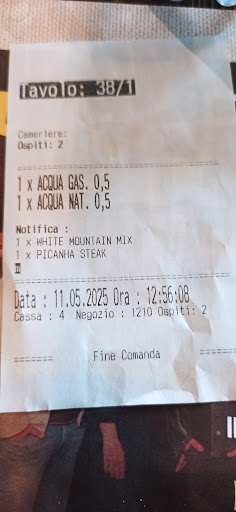 Tavolo: 38/1
Cameriere:
Ospiti: 2
1 x ACQUA GAS. 0,5
1 x ACQUA NAT. 0,5
Notifica :
1 x WHITE MOUNTAIN MIX
1 x PICANHA STEAK
Data : 11.05.2025 Ora : 12:56:08
Cassa : 4 Negozio : 1210 Ospiti: 2
Fine Comanda